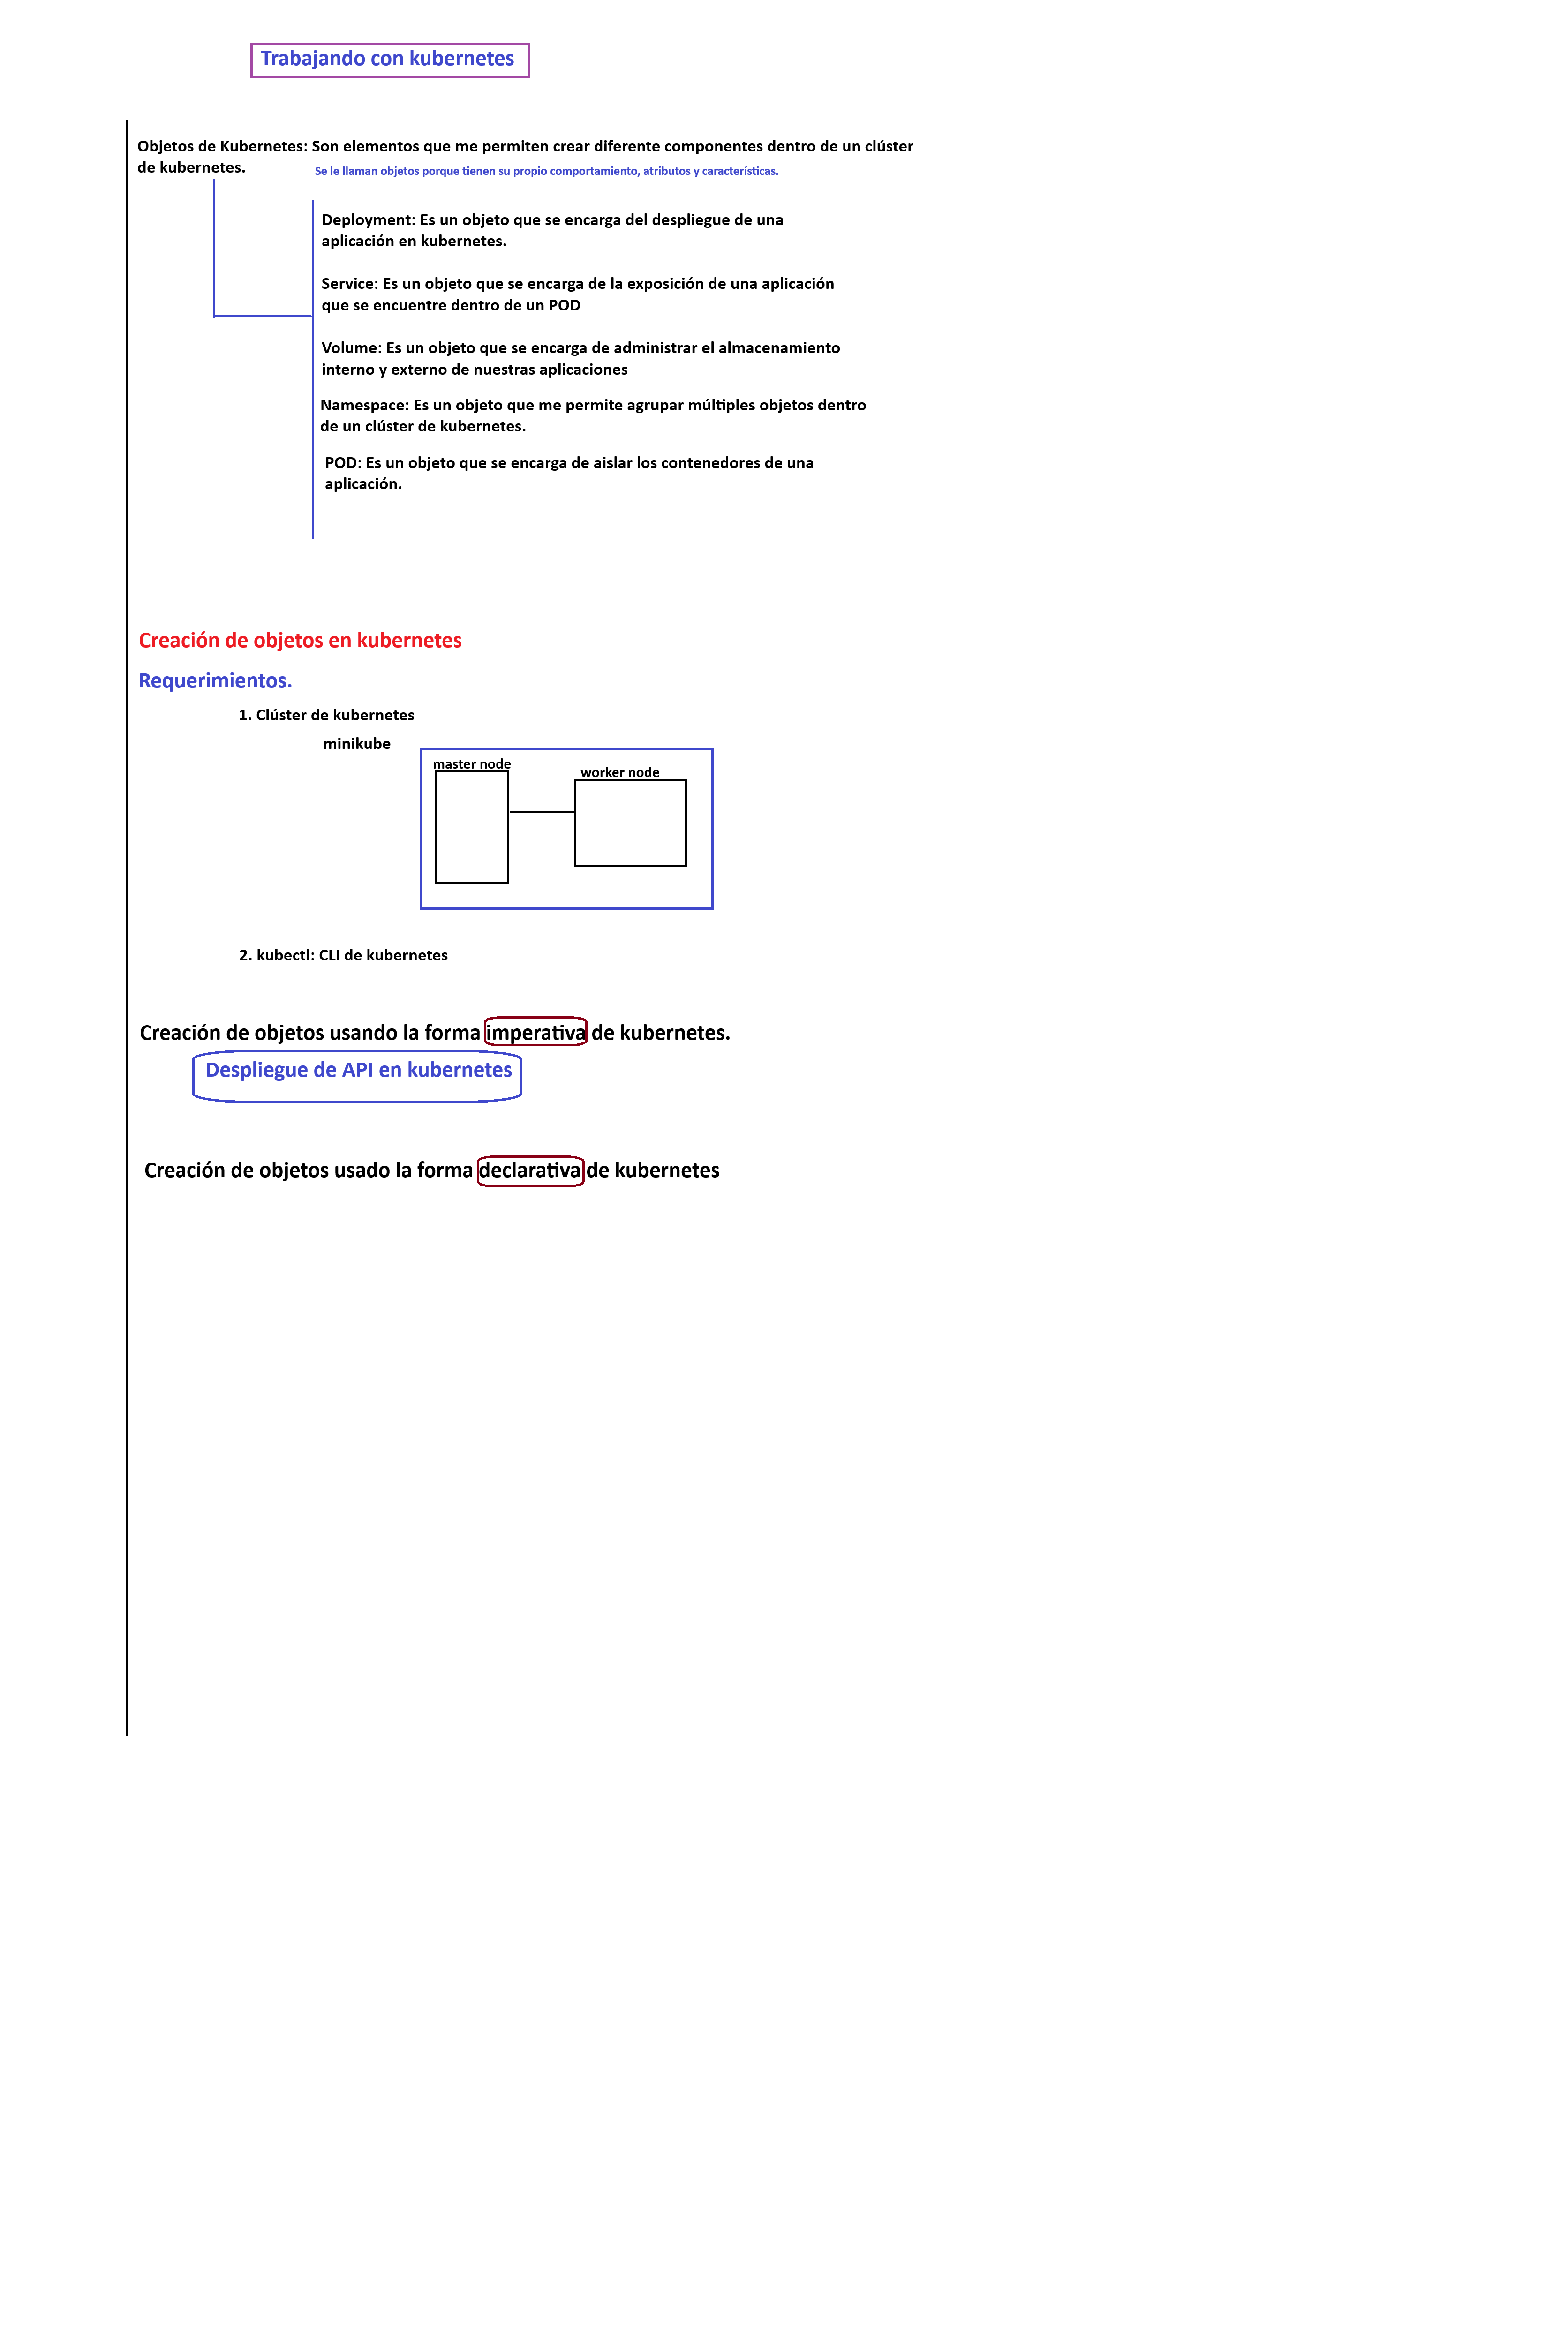 Trabajando con kubernetes
Objetos de Kubernetes: Son elementos que me permiten crear diferente componentes dentro de un clúster
de kubernetes.
Se le llaman objetos porque tienen su propio comportamiento, atributos y características.
Deployment: Es un objeto que se encarga del despliegue de una
aplicación en kubernetes.
Service: Es un objeto que se encarga de la exposición de una aplicación
que se encuentre dentro de un POD
Volume: Es un objeto que se encarga de administrar el almacenamiento
interno y externo de nuestras aplicaciones
Namespace: Es un objeto que me permite agrupar múltiples objetos dentro
de un clúster de kubernetes.
POD: Es un objeto que se encarga de aislar los contenedores de una
aplicación.
Creación de objetos en kubernetes
Requerimientos.
1. Clúster de kubernetes
minikube
master node
worker node
2. kubectl: CLI de kubernetes
Creación de objetos usando la forma imperativa de kubernetes.
Despliegue de API en kubernetes
Creación de objetos usado la forma declarativa de kubernetes